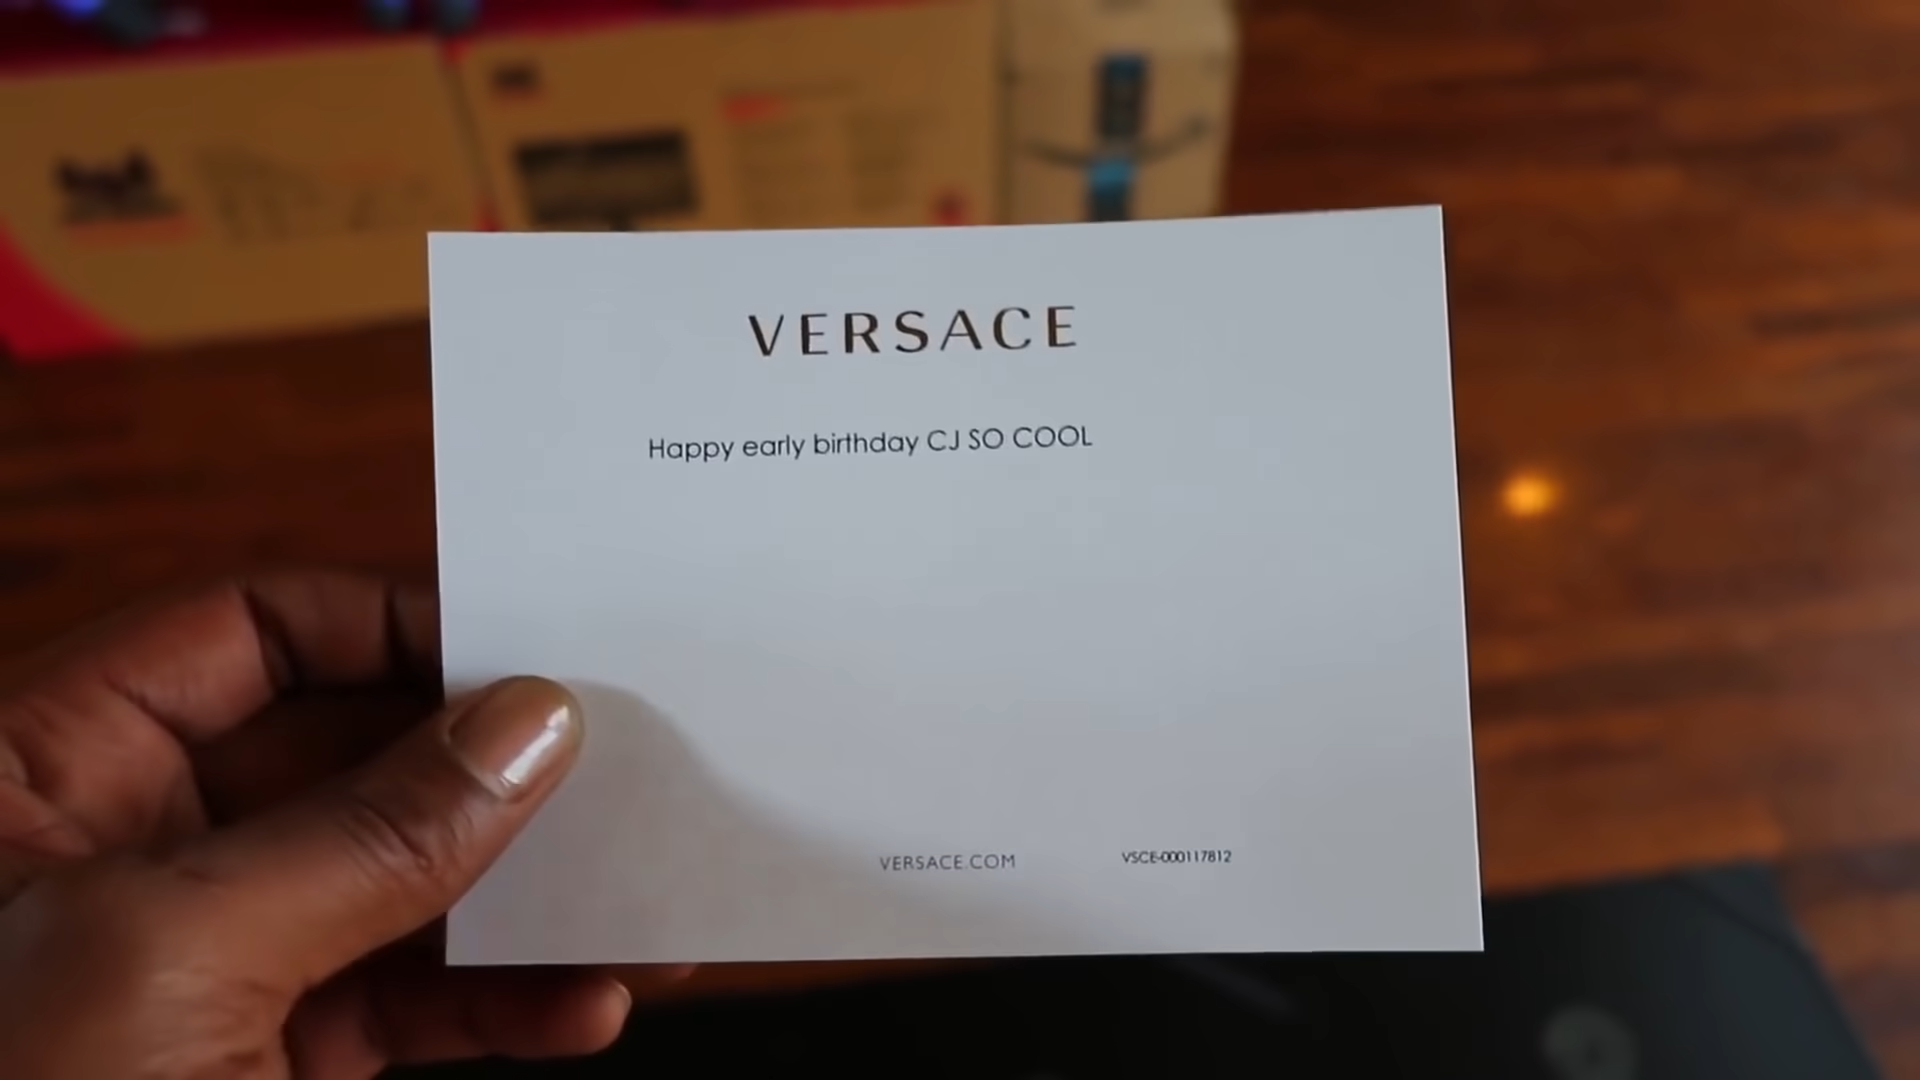 VERSACE
Happy early birthday CJ SO COOL
VERSACE.COM
VSCE-000117812